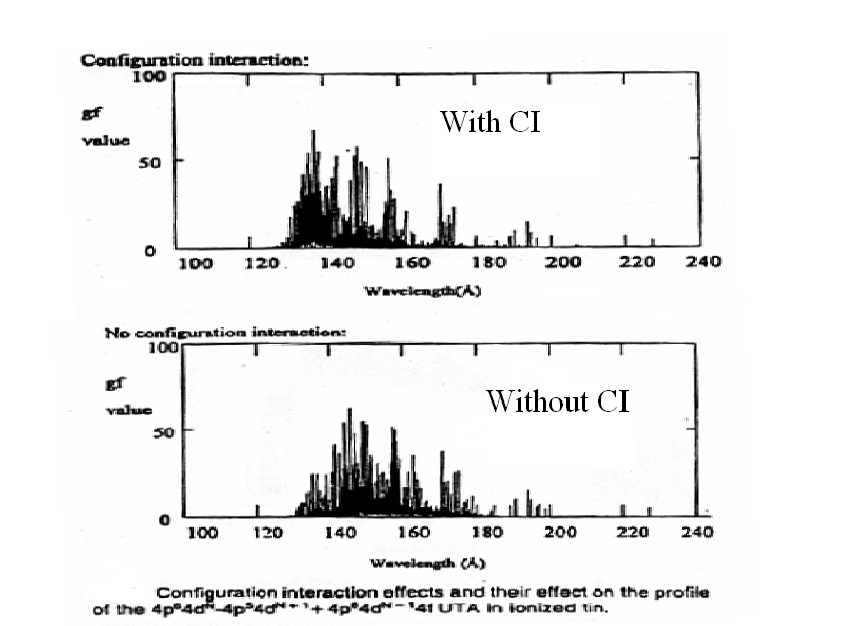 Configuration interaction:
100
gf
value
50
0
With CI
100 120 140 160 180 200 220 240
Wavelength(Å)
No configuration interaction:
100
gf
value
50
0
Without CI
100 120 140 160 180 200 220 240
Wavelength (Å)
Configuration interaction effects and their effect on the profile
of the 4p⁶4dᴺ-4p⁵4dᴺ⁺¹+ 4p⁶4dᴺ⁻¹4f UTA in ionized tin.